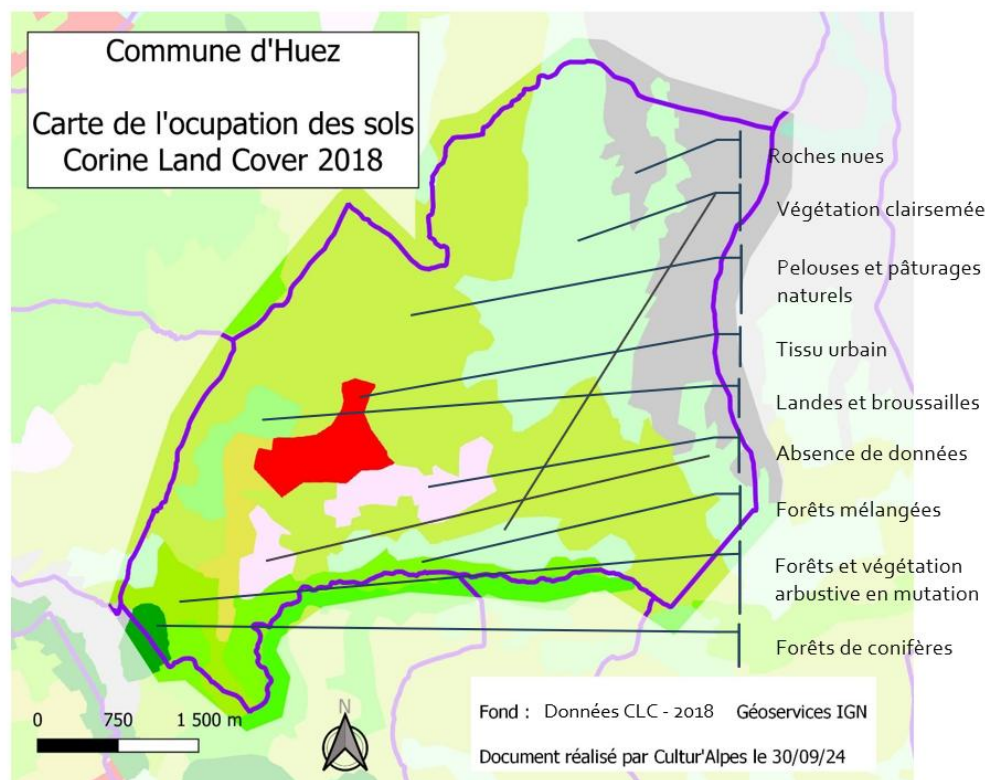 Commune d'Huez
Carte de l'ocupation des sols
Corine Land Cover 2018
Roches nues
Végétation clairsemée
Pelouses et pâturages
naturels
Tissu urbain
Landes et broussailles
Absence de données
Forêts mélangées
Forêts et végétation
arbustive en mutation
Forêts de conifères
0 750 1 500 m
N
Fond : Données CLC - 2018 Géoservices IGN
Document réalisé par Cultur'Alpes le 30/09/24